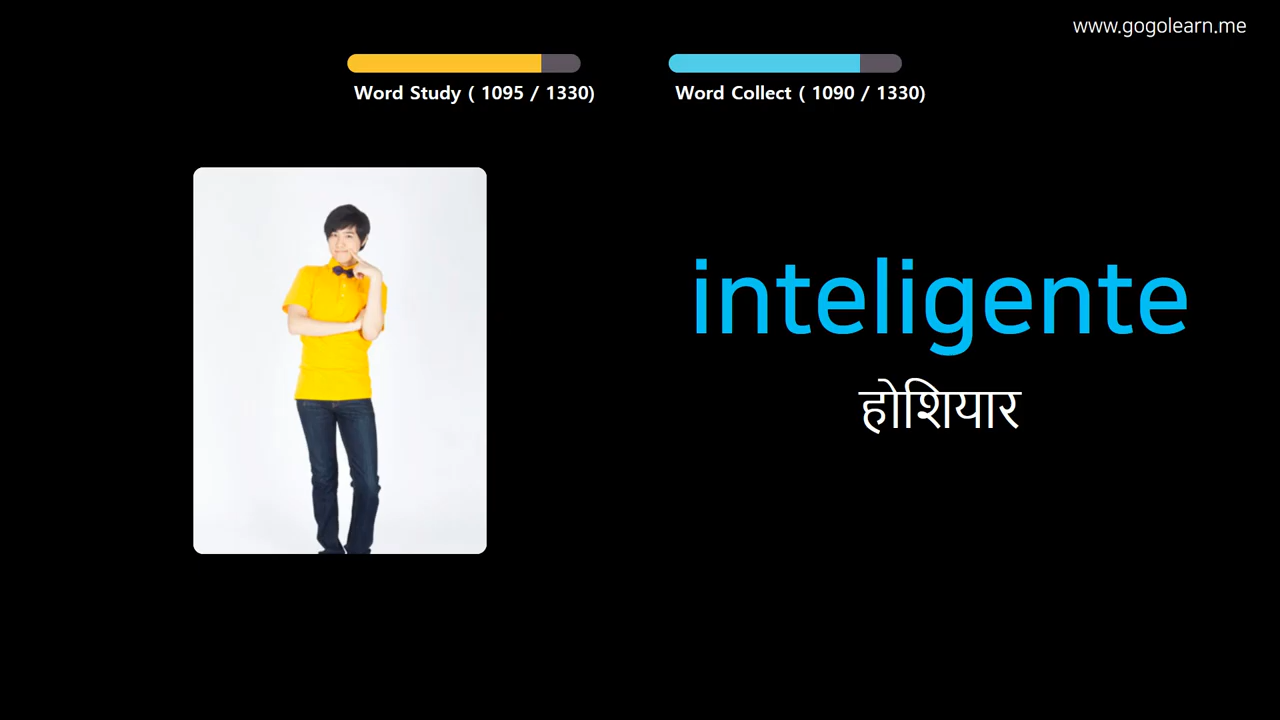 www.gogolearn.me
Word Study ( 1095 / 1330)
Word Collect ( 1090 / 1330)
inteligente
होशियार